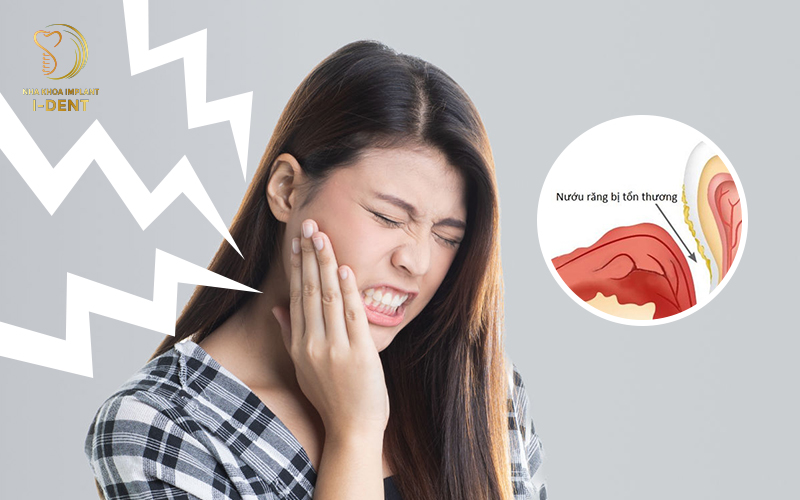 NHA KHOA IMPLANT
I-DENT
Nướu răng bị tổn thương